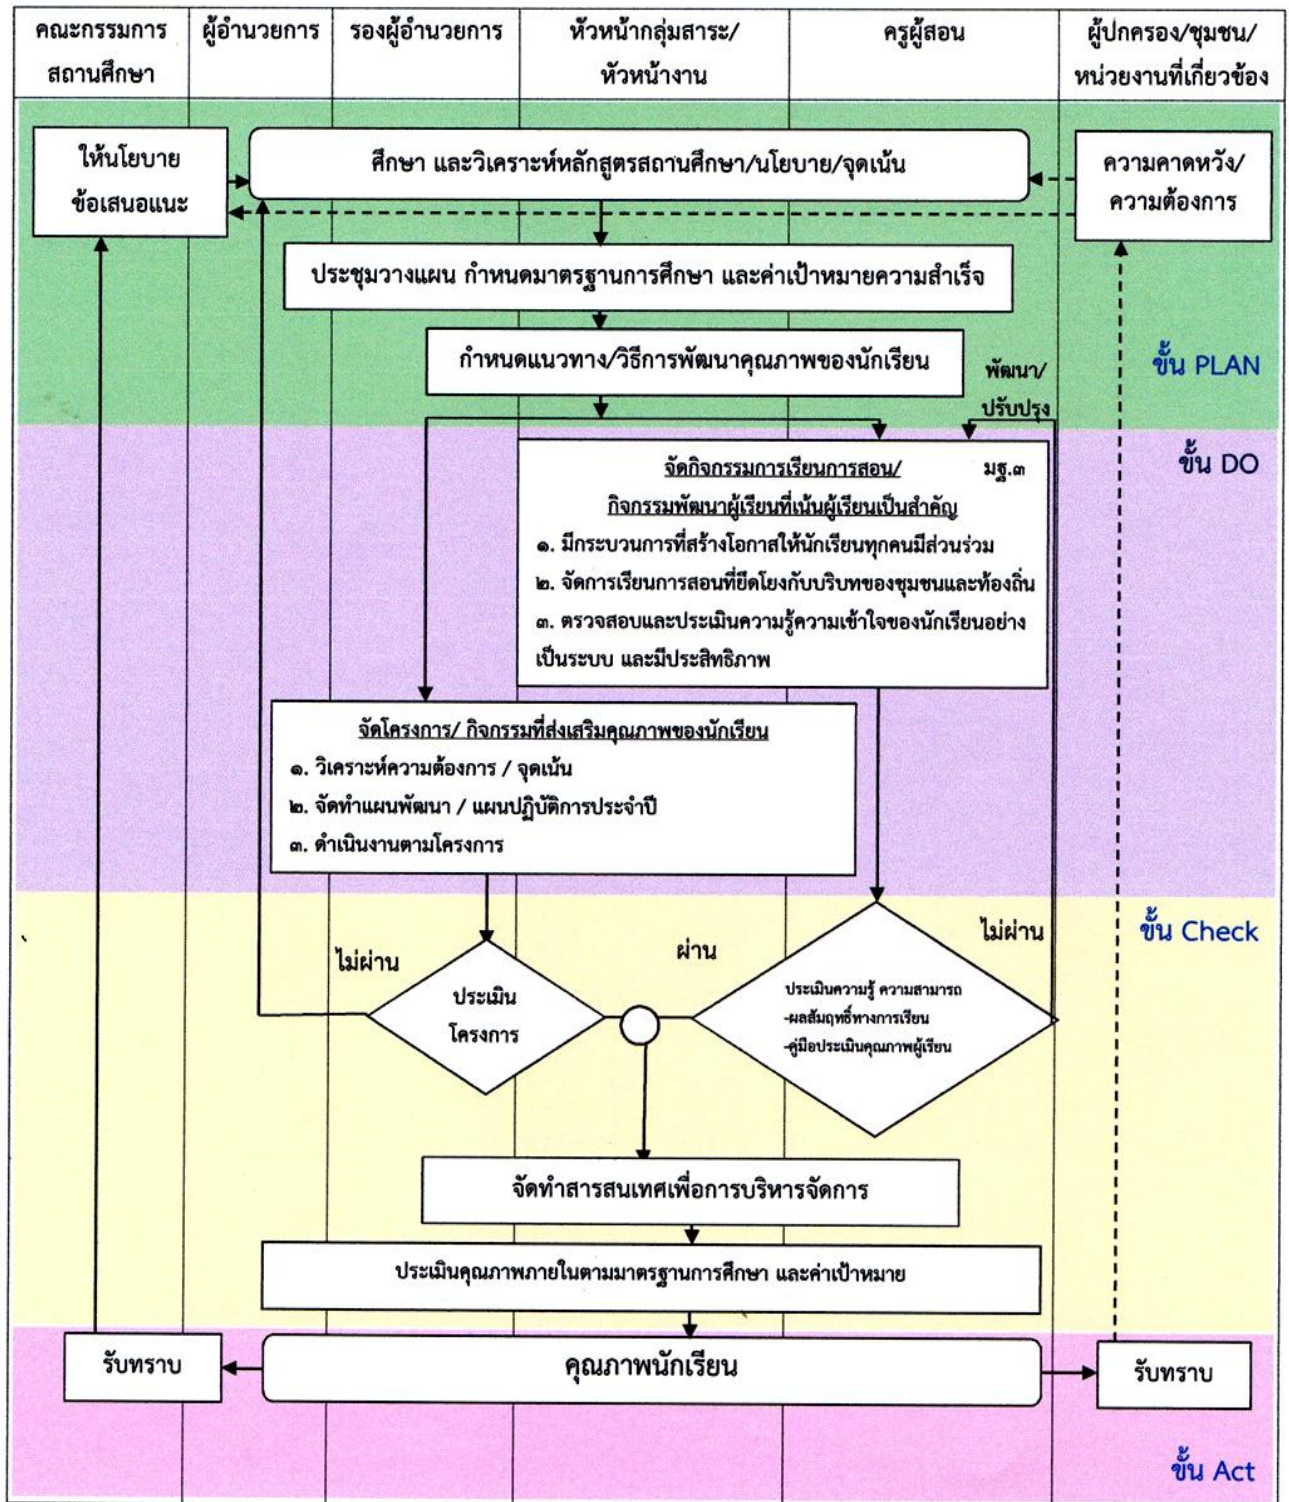 คณะกรรมการ
สถานศึกษา
ผู้อำนวยการ
รองผู้อำนวยการ
หัวหน้ากลุ่มสาระ/
หัวหน้างาน
ครูผู้สอน
ผู้ปกครอง/ชุมชน/
หน่วยงานที่เกี่ยวข้อง
ให้นโยบาย
ข้อเสนอแนะ
ศึกษา และวิเคราะห์หลักสูตรสถานศึกษา/นโยบาย/จุดเน้น
ความคาดหวัง/
ความต้องการ
ประชุมวางแผน กำหนดมาตรฐานการศึกษา และค่าเป้าหมายความสำเร็จ
กำหนดแนวทาง/วิธีการพัฒนาคุณภาพของนักเรียน
พัฒนา/
ปรับปรุง
ขั้น PLAN
ขั้น DO
จัดกิจกรรมการเรียนการสอน/ มฐ.๓
กิจกรรมพัฒนาผู้เรียนที่เน้นผู้เรียนเป็นสำคัญ
๑. มีกระบวนการที่สร้างโอกาสให้นักเรียนทุกคนมีส่วนร่วม
๒. จัดการเรียนการสอนที่ยึดโยงกับบริบทของชุมชนและท้องถิ่น
๓. ตรวจสอบและประเมินความรู้ความเข้าใจของนักเรียนอย่าง
เป็นระบบ และมีประสิทธิภาพ
จัดโครงการ/ กิจกรรมที่ส่งเสริมคุณภาพของนักเรียน
๑. วิเคราะห์ความต้องการ / จุดเน้น
๒. จัดทำแผนพัฒนา / แผนปฏิบัติการประจำปี
๓. ดำเนินงานตามโครงการ
ขั้น Check
ไม่ผ่าน
ผ่าน
ไม่ผ่าน
ประเมิน
โครงการ
ประเมินความรู้ ความสามารถ
-ผลสัมฤทธิ์ทางการเรียน
-คู่มือประเมินคุณภาพผู้เรียน
จัดทำสารสนเทศเพื่อการบริหารจัดการ
ประเมินคุณภาพภายในตามมาตรฐานการศึกษา และค่าเป้าหมาย
รับทราบ
คุณภาพนักเรียน
รับทราบ
ขั้น Act